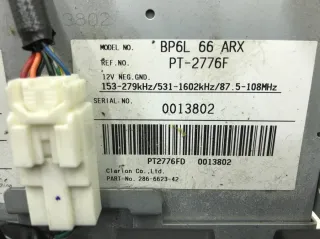 13802
MODEL NO. BP6L 66 ARX
REF.NO. PT-2776F
12V NEG.GND.
153-279kHz/531-1602kHz/87.5-108MHz
SERIAL NO. 0013802
PT2776FD 0013802
Clarion Co.,Ltd.
PART-No. 286-6623-42